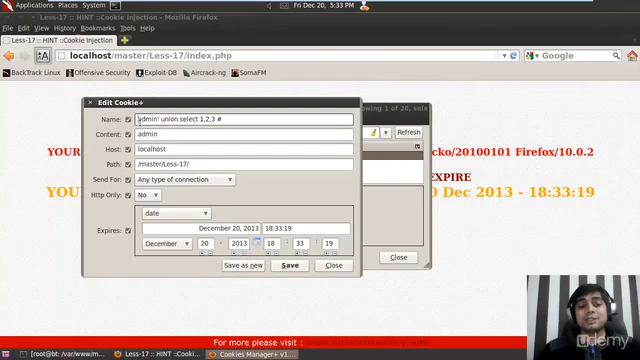 Applications Places System Fri Dec 20, 5:33 PM
Less-17 :: HINT ::Cookie Injection - Mozilla Firefox
File Edit View History Bookmarks Tools Help
Less-17 :: HINT ::Cookie Injection
localhost/master/Less-17/index.php
Google
BackTrack Linux Offensive Security Exploit-DB Aircrack-ng SomaFM
Edit Cookie+
owing 1 of 28, sele
Name: admin' union select 1,2,3 #
Refresh
Content: admin
Host: localhost
YOUR
cko/20100101 Firefox/10.0.2
Path: /master/Less-17/
Send For: Any type of connection
EXPIRE
YOU
0 Dec 2013 - 18:33:19
Http Only: No
date
Expires: December 20, 2013 18:33:19
December 20 , 2013 18 : 33 : 19
Save as new Save Close
Close
For more please visit :
udemy
[root@bt: /var/www/m...
Less-17 :: HINT ::Cookie...
Cookies Manager+ v1....